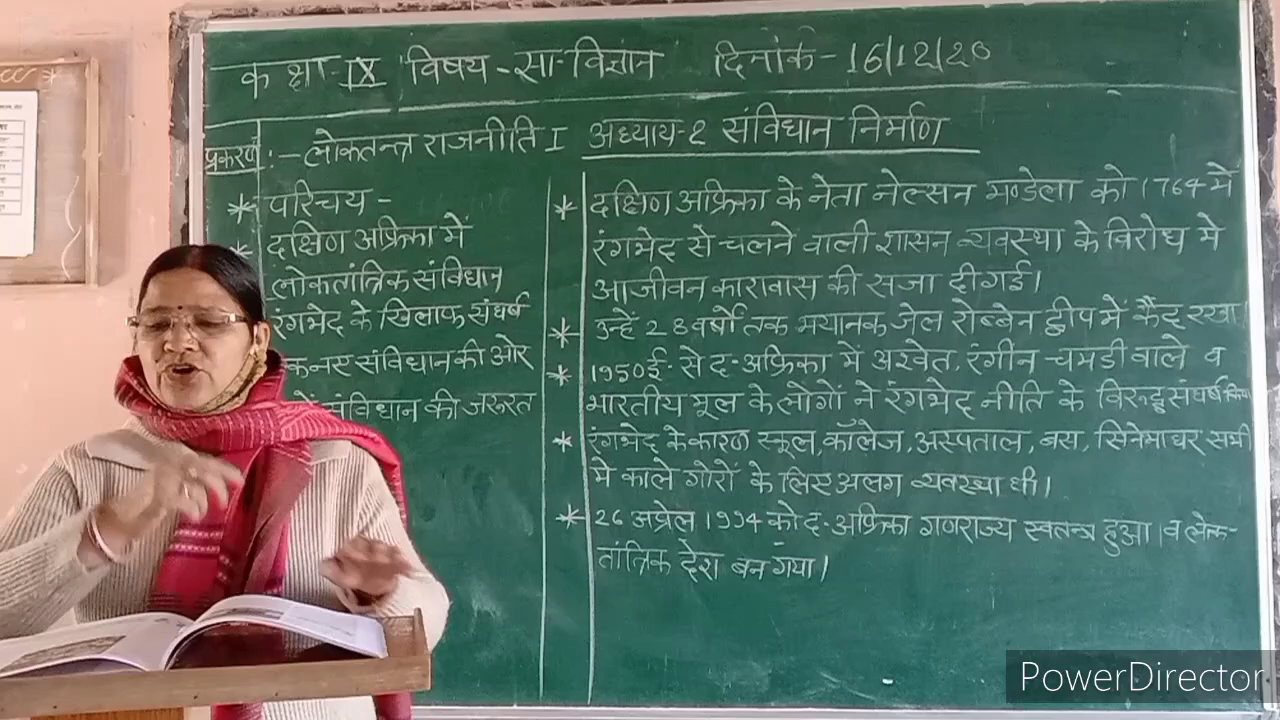 कक्षा-IX विषय-सा.विज्ञान दिनांक-16/12/20
प्रकरण :- लोकतन्त्र राजनीति I अध्याय-2 संविधान निर्माण
* परिचय -
* दक्षिण अफ्रिका में
लोकतांत्रिक संविधान
रंगभेद के खिलाफ संघर्ष
नए संविधान की ओर
संविधान की जरूरत
* दक्षिण अफ्रिका के नेता नेल्सन मण्डेला को 1764 में
रंगभेद से चलने वाली शासन व्यवस्था के विरोध में
आजीवन कारावास की सजा दी गई।
* उन्हें 28 वर्षो तक भयानक जेल रोब्बेन द्वीप में कैद रखा।
* 1950ई. से द. अफ्रिका में अश्वेत, रंगीन चमडी वाले व
भारतीय मूल के लोगों ने रंगभेद नीति के विरुद्ध संघर्ष किया
* रंगभेद के कारण स्कूल, कॉलेज, अस्पताल, बस, सिनेमाघर सभी
में काले गोरों के लिए अलग व्यवस्था थी।
* 26 अप्रेल 1994 को द. अफ्रिका गणराज्य स्वतन्त्र हुआ। व लोक-
तांत्रिक देश बन गया।
PowerDirector